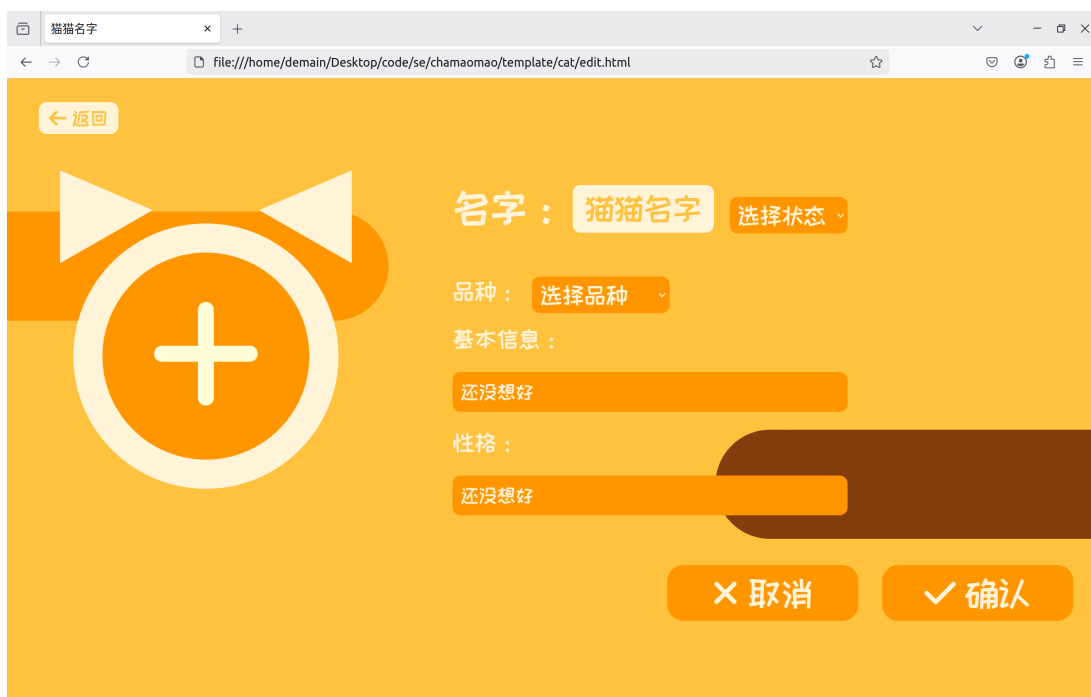 猫猫名字
file:///home/demain/Desktop/code/se/chamaomao/template/cat/edit.html
返回
名字： 猫猫名字 选择状态
品种： 选择品种
基本信息：
还没想好
性格：
还没想好
取消 确认